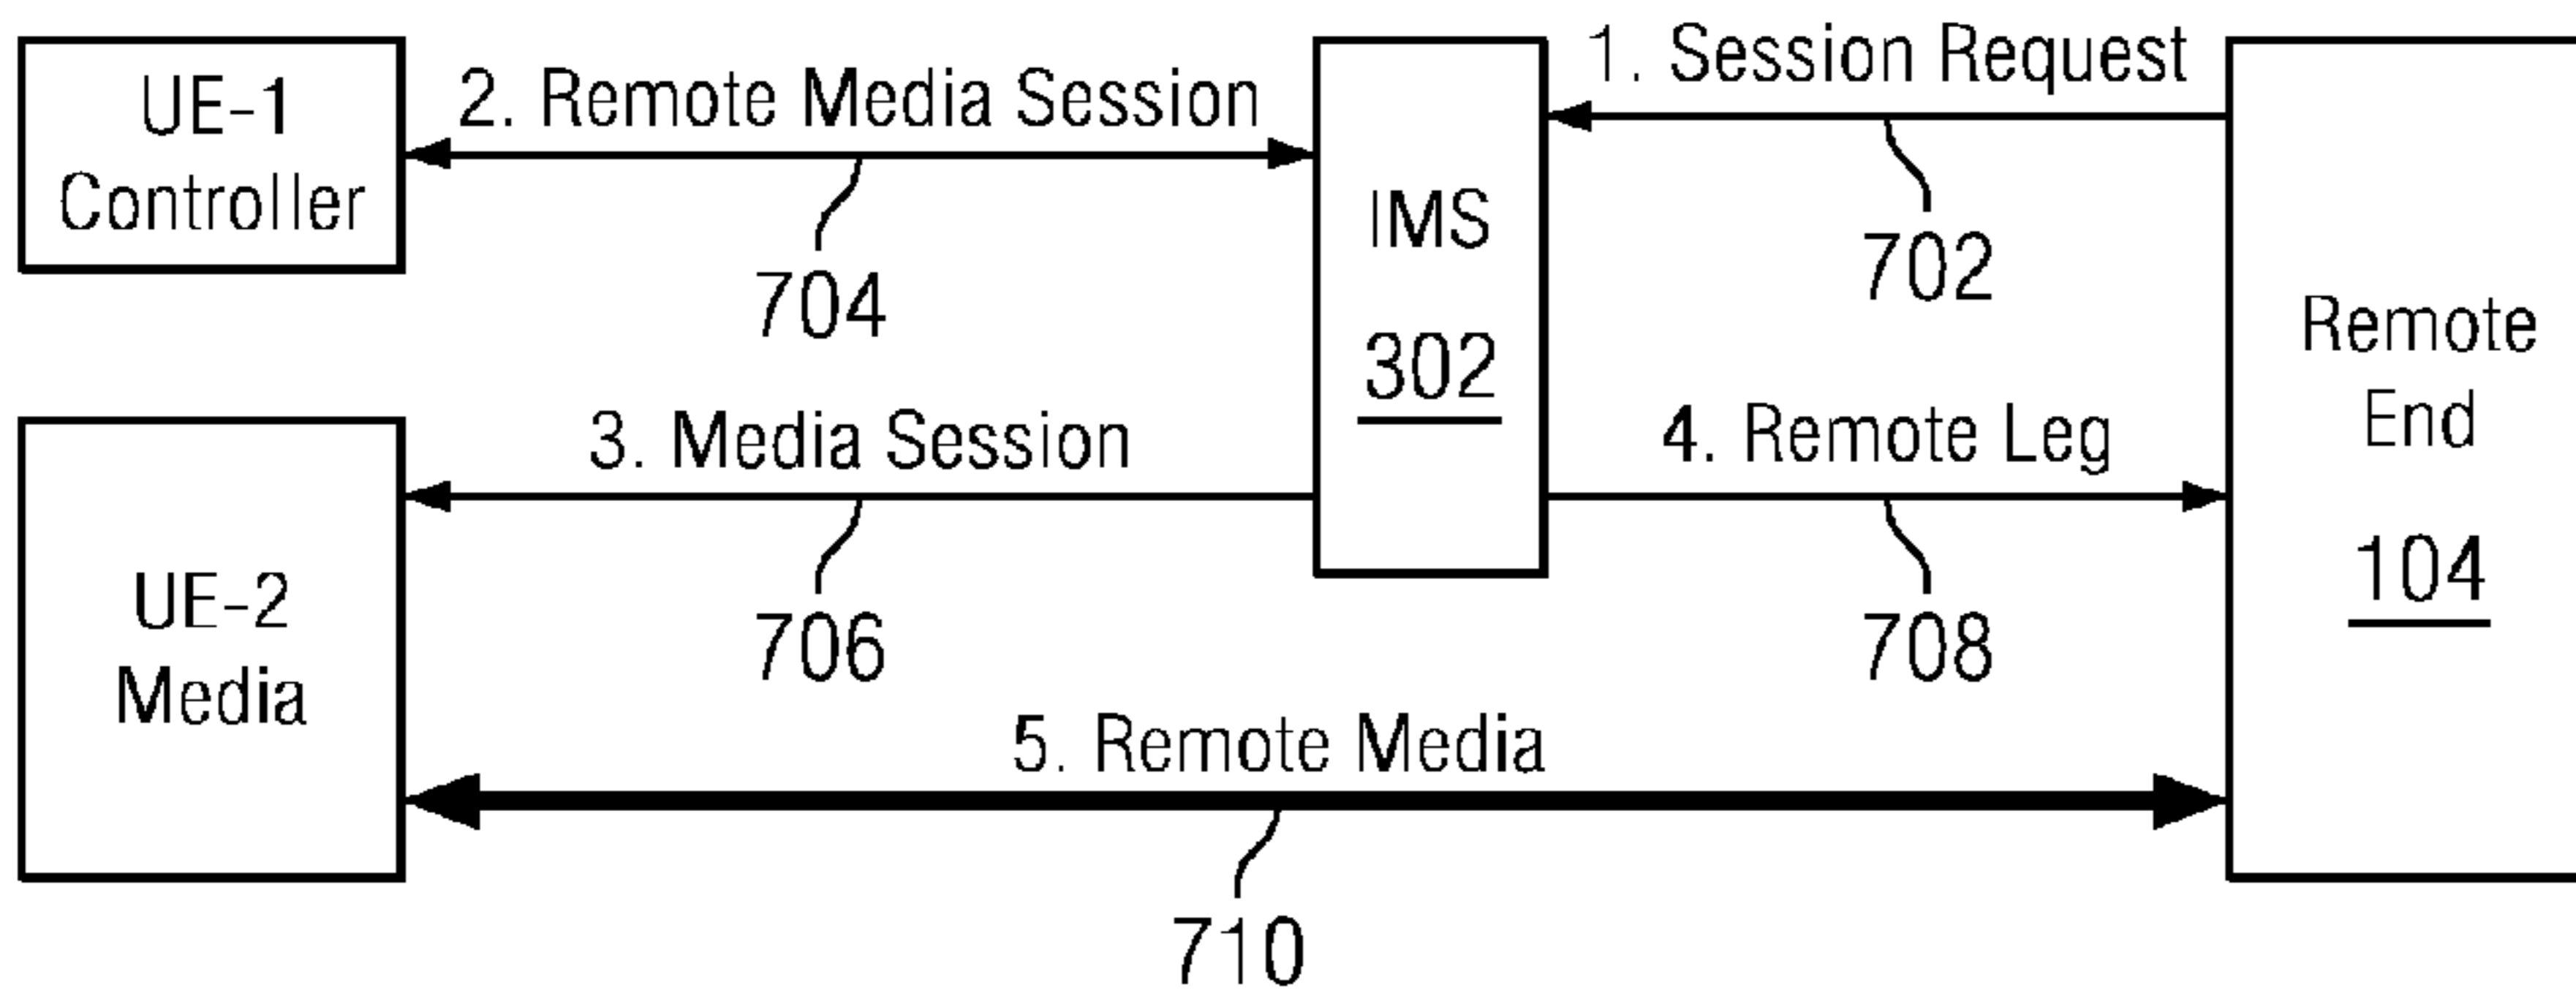 UE-1
Controller
2. Remote Media Session
704
IMS
302
1. Session Request
702
Remote
End
104
UE-2
Media
3. Media Session
706
4. Remote Leg
708
5. Remote Media
710